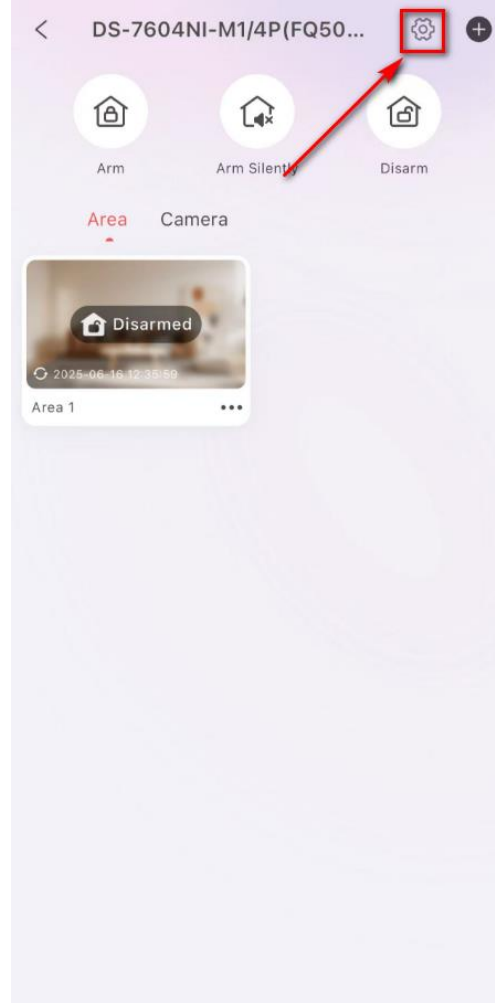 DS-7604NI-M1/4P(FQ50...
Arm Arm Silently Disarm
Area Camera
Disarmed
2025-06-16 12:35:59
Area 1